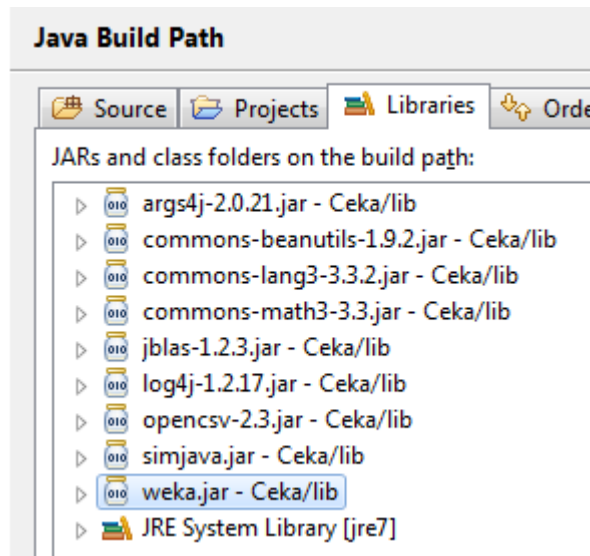 Java Build Path
Source Projects Libraries Orde
JARs and class folders on the build path:
args4j-2.0.21.jar - Ceka/lib
commons-beanutils-1.9.2.jar - Ceka/lib
commons-lang3-3.3.2.jar - Ceka/lib
commons-math3-3.3.jar - Ceka/lib
jblas-1.2.3.jar - Ceka/lib
log4j-1.2.17.jar - Ceka/lib
opencsv-2.3.jar - Ceka/lib
simjava.jar - Ceka/lib
weka.jar - Ceka/lib
JRE System Library [jre7]